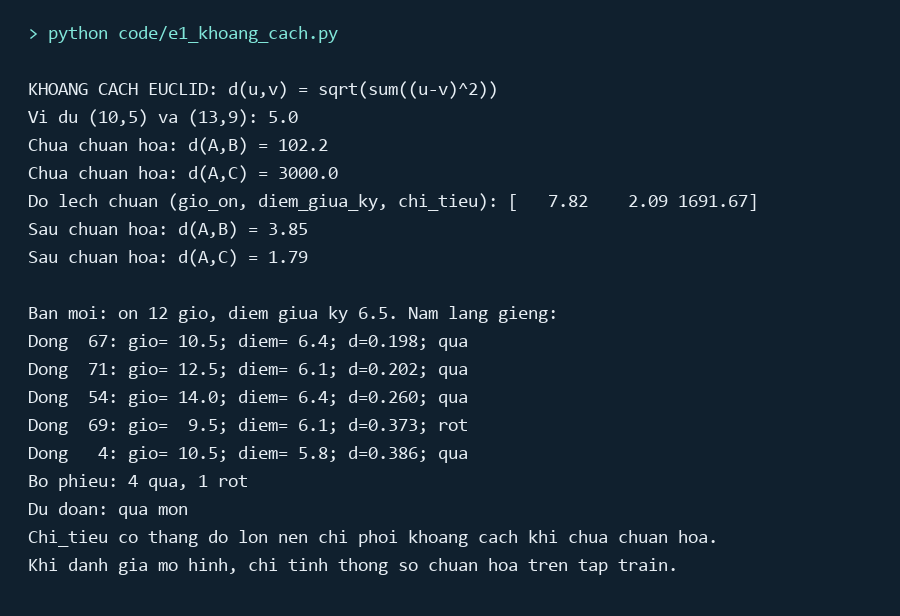 > python code/e1_khoang_cach.py
KHOANG CACH EUCLID: d(u,v) = sqrt(sum((u-v)^2))
Vi du (10,5) va (13,9): 5.0
Chua chuan hoa: d(A,B) = 102.2
Chua chuan hoa: d(A,C) = 3000.0
Do lech chuan (gio_on, diem_giua_ky, chi_tieu): [   7.82    2.09 1691.67]
Sau chuan hoa: d(A,B) = 3.85
Sau chuan hoa: d(A,C) = 1.79
Ban moi: on 12 gio, diem giua ky 6.5. Nam lang gieng:
Dong  67: gio= 10.5; diem= 6.4; d=0.198; qua
Dong  71: gio= 12.5; diem= 6.1; d=0.202; qua
Dong  54: gio= 14.0; diem= 6.4; d=0.260; qua
Dong  69: gio=  9.5; diem= 6.1; d=0.373; rot
Dong   4: gio= 10.5; diem= 5.8; d=0.386; qua
Bo phieu: 4 qua, 1 rot
Du doan: qua mon
Chi_tieu co thang do lon nen chi phoi khoang cach khi chua chuan hoa.
Khi danh gia mo hinh, chi tinh thong so chuan hoa tren tap train.